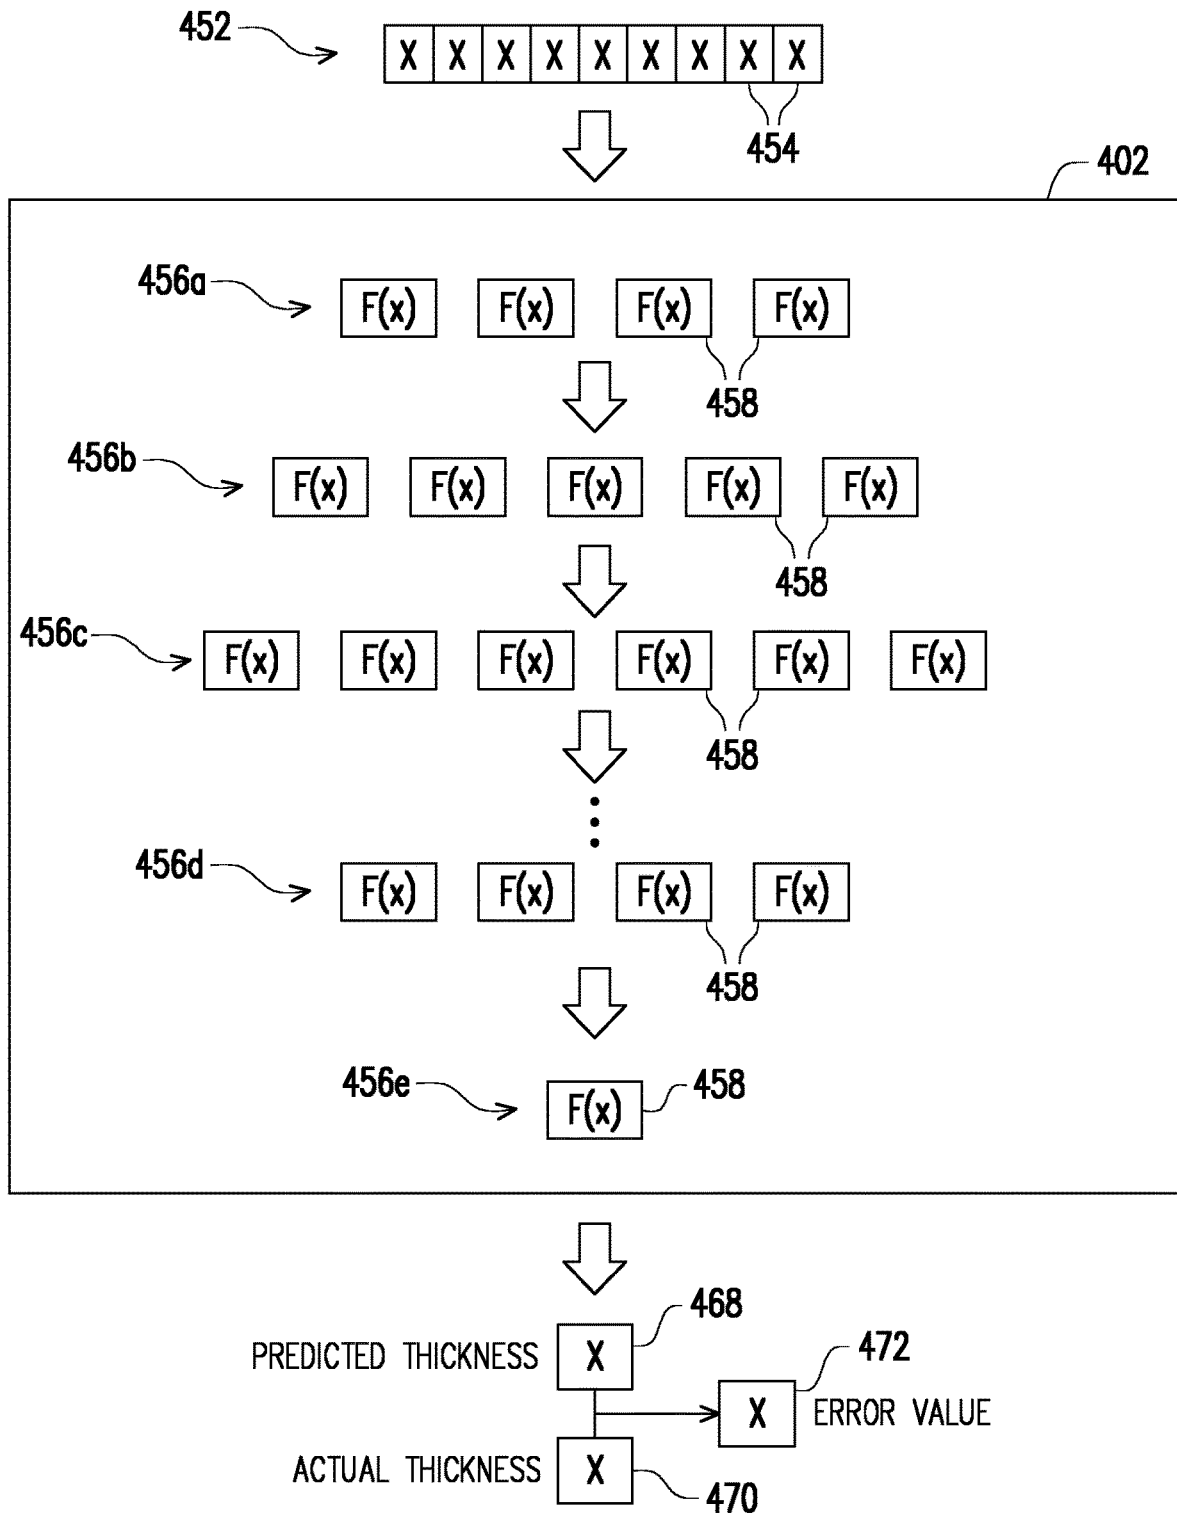 452
X X X X X X X X X
454
402
456a
F(x) F(x) F(x) F(x)
458
456b
F(x) F(x) F(x) F(x) F(x)
458
456c
F(x) F(x) F(x) F(x) F(x) F(x)
458
456d
F(x) F(x) F(x) F(x)
458
456e
F(x)
458
468
PREDICTED THICKNESS X
472
X ERROR VALUE
ACTUAL THICKNESS X
470